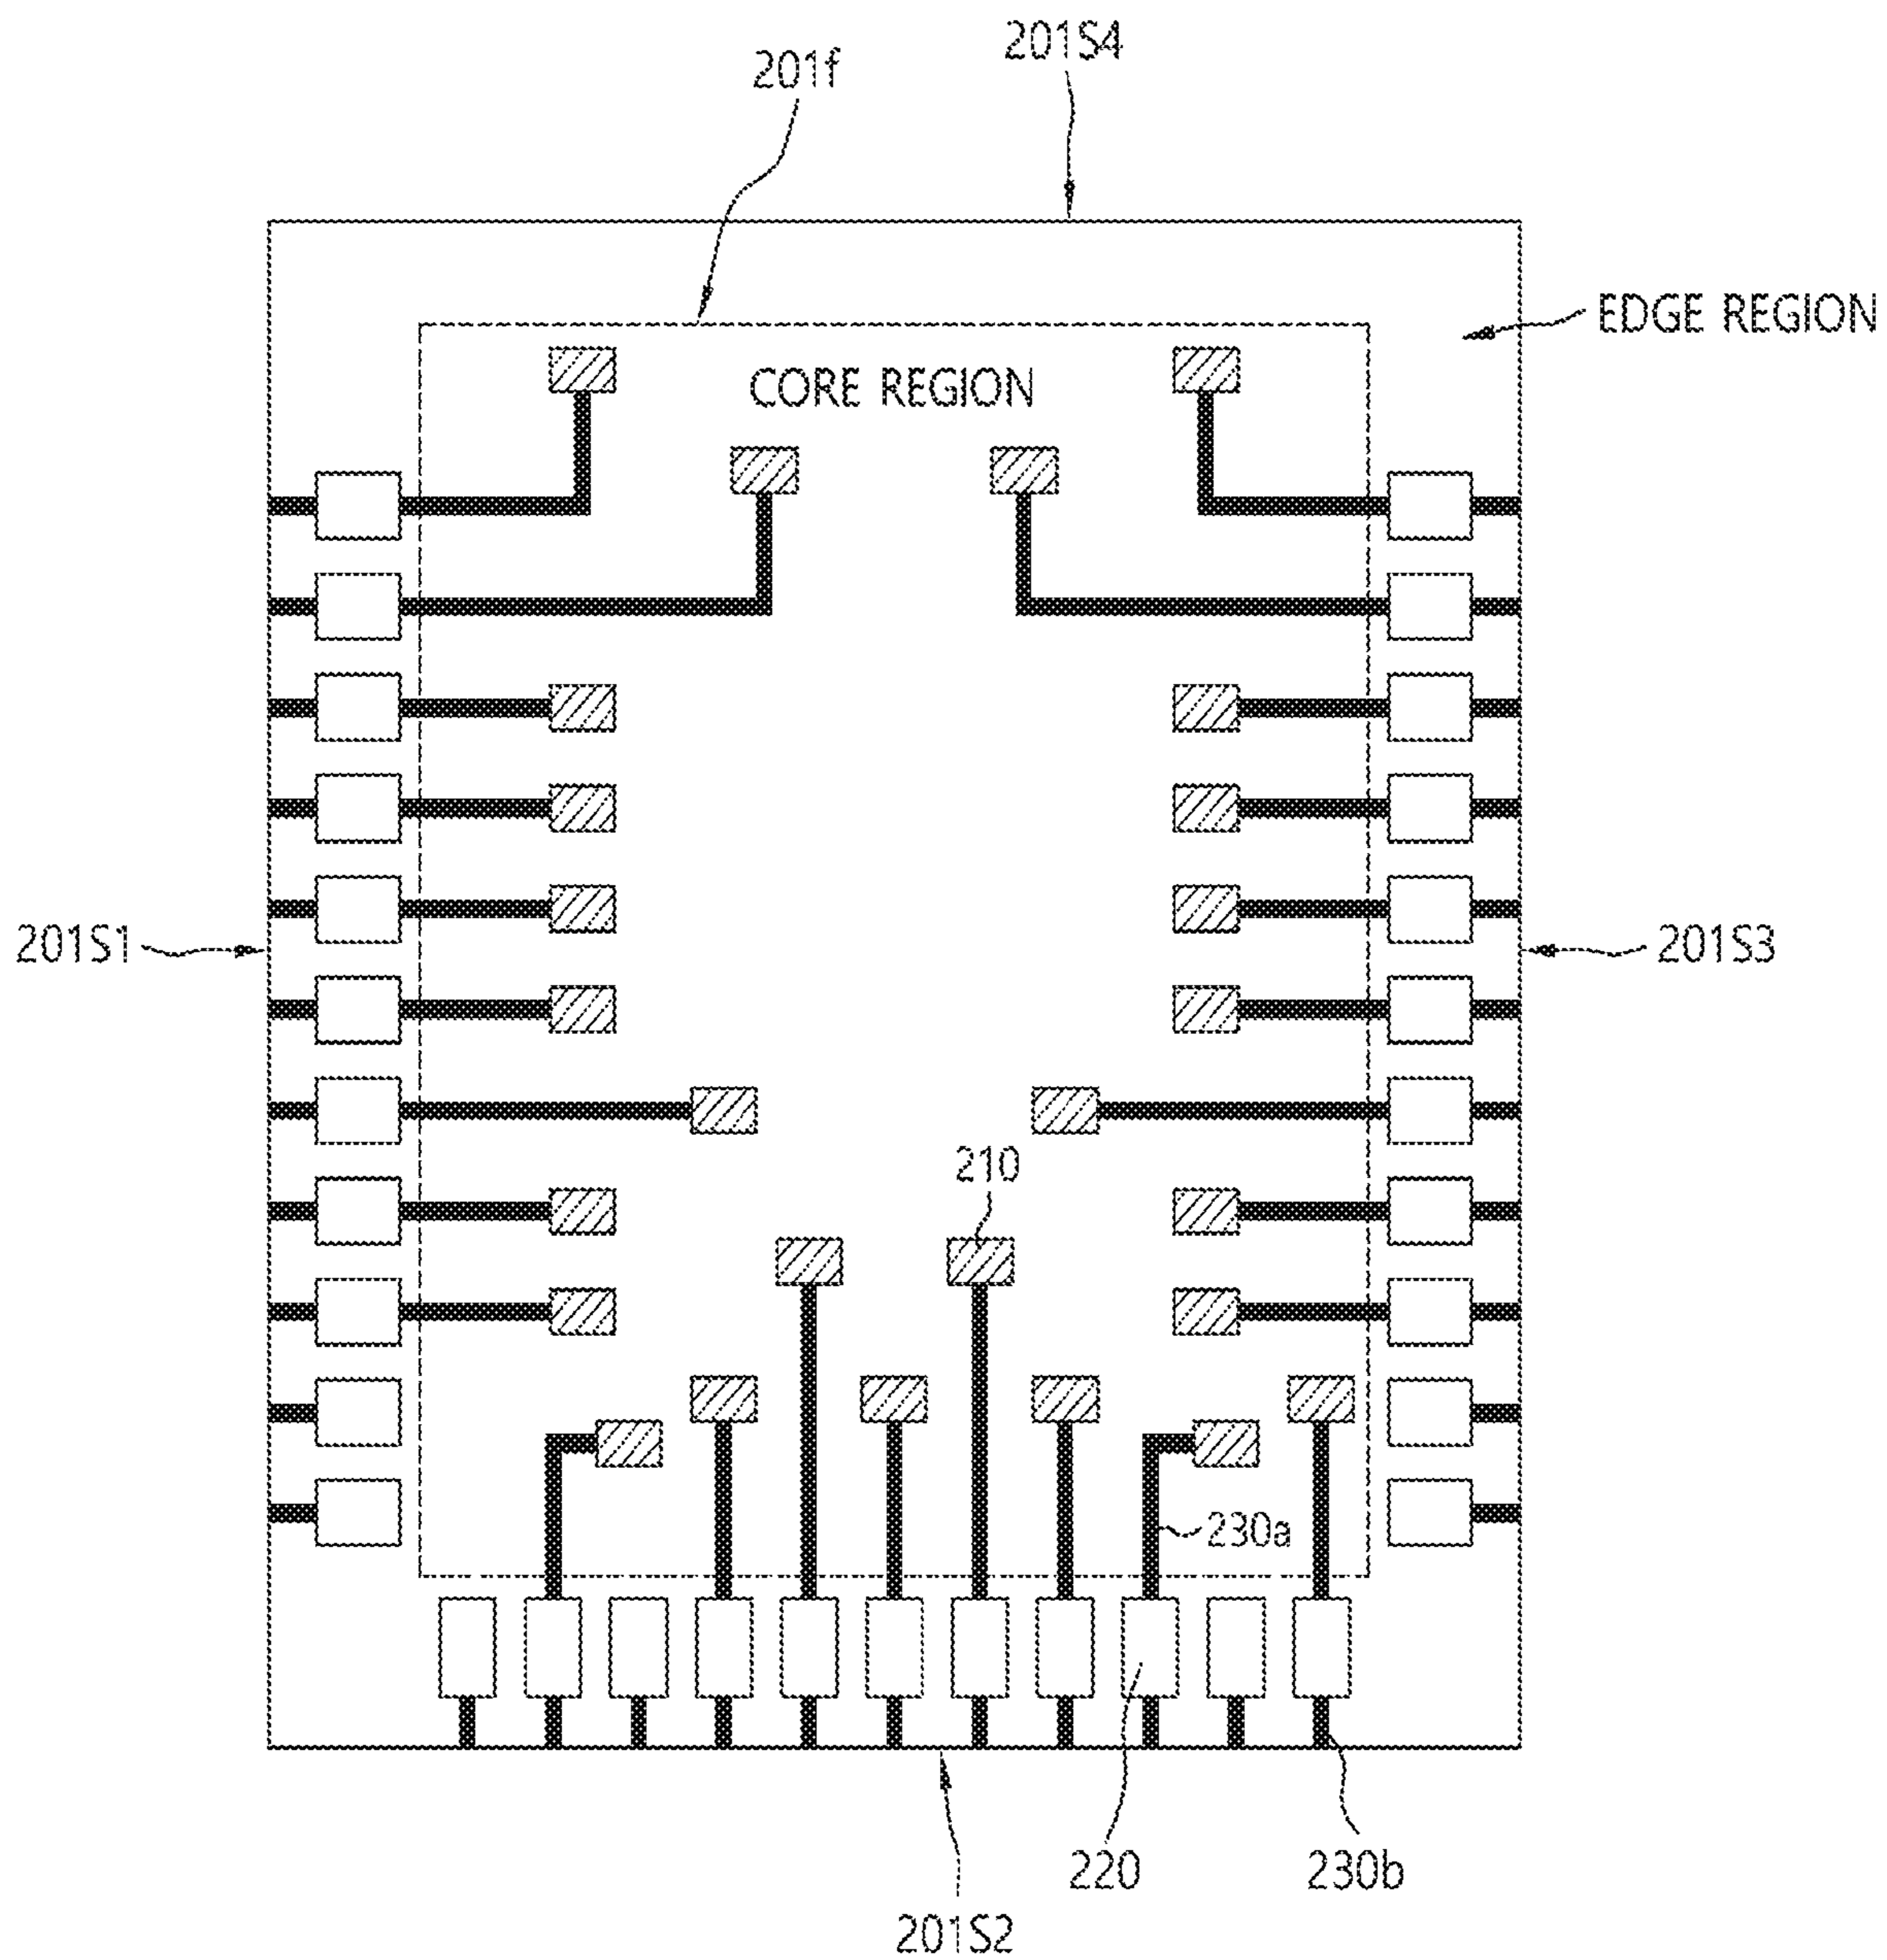 201S4
201f
EDGE REGION
CORE REGION
201S1
201S3
210
230a
220
230b
201S2